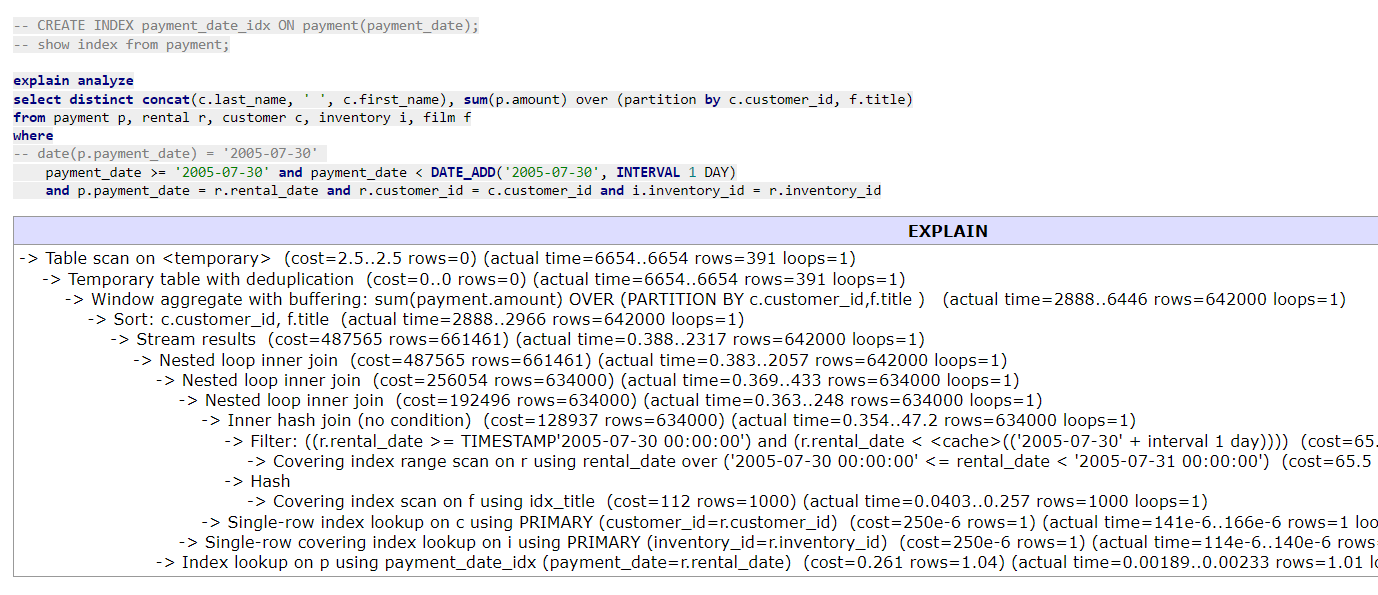 -- CREATE INDEX payment_date_idx ON payment(payment_date);
-- show index from payment;
explain analyze
select distinct concat(c.last_name, ' ', c.first_name), sum(p.amount) over (partition by c.customer_id, f.title)
from payment p, rental r, customer c, inventory i, film f
where
-- date(p.payment_date) = '2005-07-30'
payment_date >= '2005-07-30' and payment_date < DATE_ADD('2005-07-30', INTERVAL 1 DAY)
and p.payment_date = r.rental_date and r.customer_id = c.customer_id and i.inventory_id = r.inventory_id
EXPLAIN
-> Table scan on <temporary> (cost=2.5..2.5 rows=0) (actual time=6654..6654 rows=391 loops=1)
-> Temporary table with deduplication (cost=0..0 rows=0) (actual time=6654..6654 rows=391 loops=1)
-> Window aggregate with buffering: sum(payment.amount) OVER (PARTITION BY c.customer_id,f.title ) (actual time=2888..6446 rows=642000 loops=1)
-> Sort: c.customer_id, f.title (actual time=2888..2966 rows=642000 loops=1)
-> Stream results (cost=487565 rows=661461) (actual time=0.388..2317 rows=642000 loops=1)
-> Nested loop inner join (cost=487565 rows=661461) (actual time=0.383..2057 rows=642000 loops=1)
-> Nested loop inner join (cost=256054 rows=634000) (actual time=0.369..433 rows=634000 loops=1)
-> Nested loop inner join (cost=192496 rows=634000) (actual time=0.363..248 rows=634000 loops=1)
-> Inner hash join (no condition) (cost=128937 rows=634000) (actual time=0.354..47.2 rows=634000 loops=1)
-> Filter: ((r.rental_date >= TIMESTAMP'2005-07-30 00:00:00') and (r.rental_date < <cache>(('2005-07-30' + interval 1 day)))) (cost=65.
-> Covering index range scan on r using rental_date over ('2005-07-30 00:00:00' <= rental_date < '2005-07-31 00:00:00') (cost=65.5
-> Hash
-> Covering index scan on f using idx_title (cost=112 rows=1000) (actual time=0.0403..0.257 rows=1000 loops=1)
-> Single-row index lookup on c using PRIMARY (customer_id=r.customer_id) (cost=250e-6 rows=1) (actual time=141e-6..166e-6 rows=1 loo
-> Single-row covering index lookup on i using PRIMARY (inventory_id=r.inventory_id) (cost=250e-6 rows=1) (actual time=114e-6..140e-6 rows=
-> Index lookup on p using payment_date_idx (payment_date=r.rental_date) (cost=0.261 rows=1.04) (actual time=0.00189..0.00233 rows=1.01 l